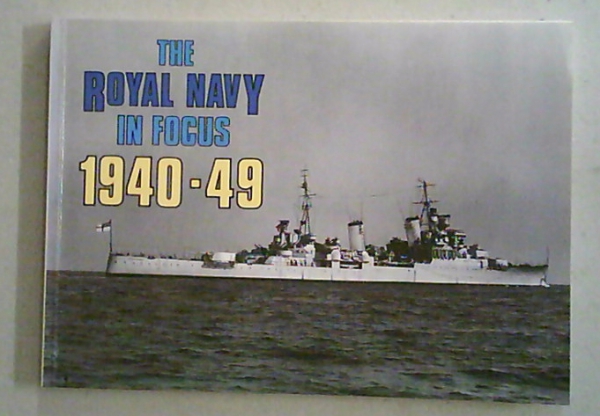 THE
ROYAL NAVY
IN FOCUS
1940-49